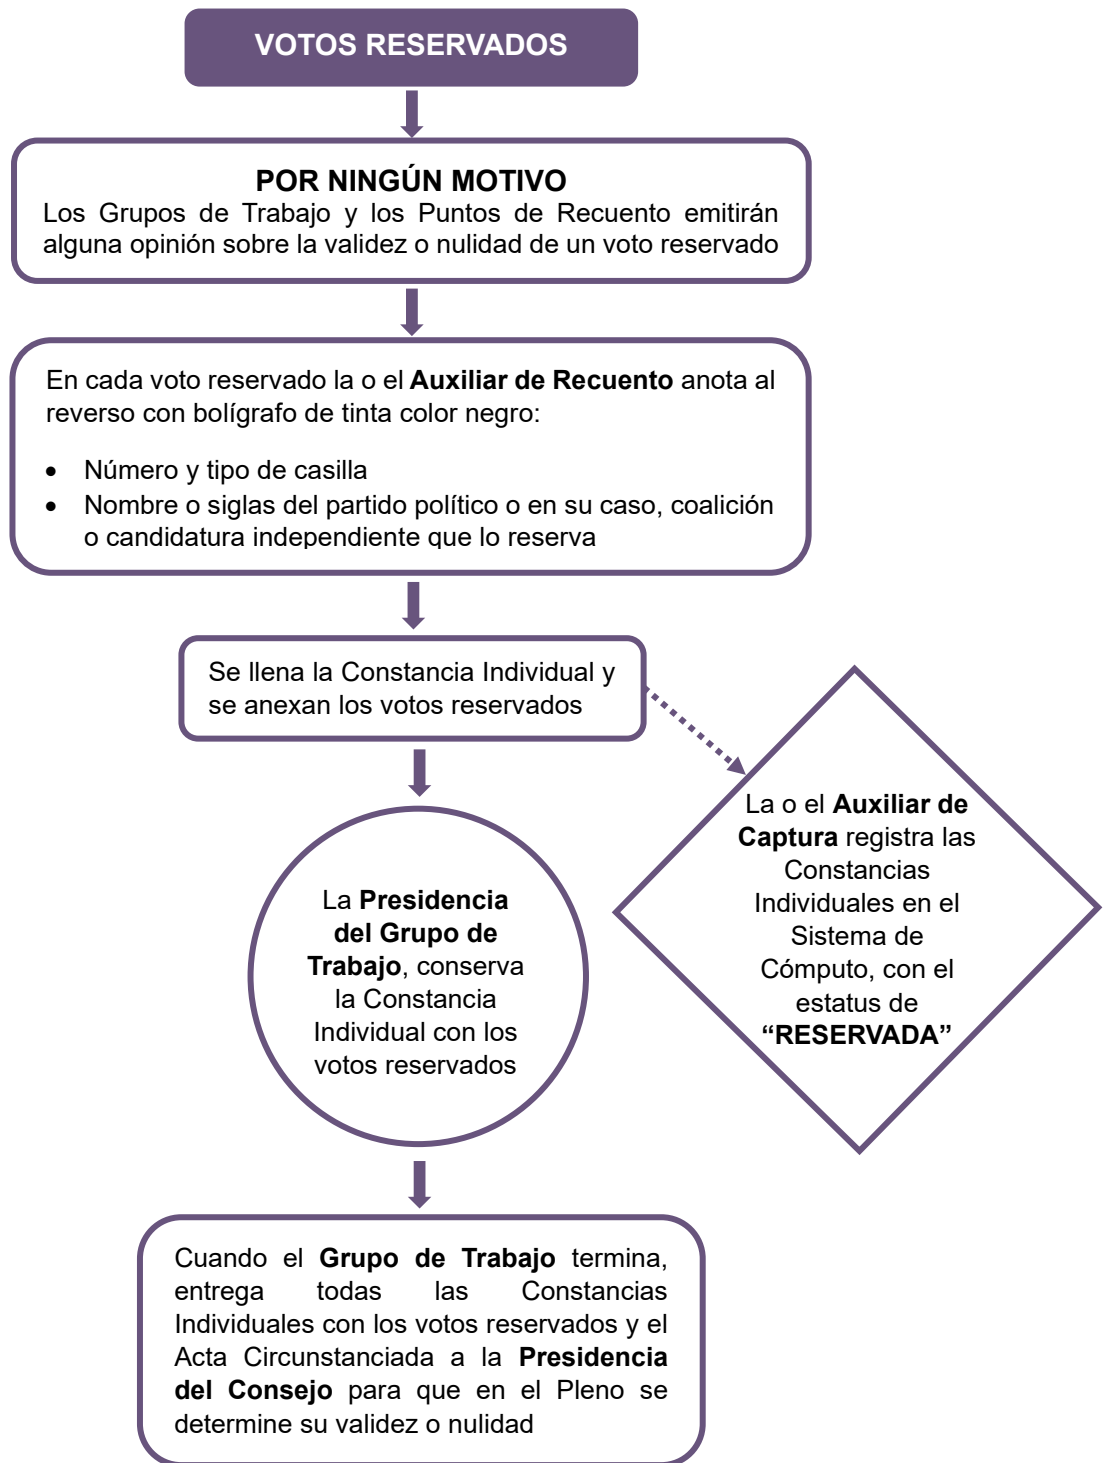 VOTOS RESERVADOS
POR NINGÚN MOTIVO
Los Grupos de Trabajo y los Puntos de Recuento emitirán
alguna opinión sobre la validez o nulidad de un voto reservado
En cada voto reservado la o el Auxiliar de Recuento anota al
reverso con bolígrafo de tinta color negro:
• Número y tipo de casilla
• Nombre o siglas del partido político o en su caso, coalición
o candidatura independiente que lo reserva
Se llena la Constancia Individual y
se anexan los votos reservados
La o el Auxiliar de
Captura registra las
Constancias
Individuales en el
Sistema de
Cómputo, con el
estatus de
“RESERVADA”
La Presidencia
del Grupo de
Trabajo, conserva
la Constancia
Individual con los
votos reservados
Cuando el Grupo de Trabajo termina,
entrega todas las Constancias
Individuales con los votos reservados y el
Acta Circunstanciada a la Presidencia
del Consejo para que en el Pleno se
determine su validez o nulidad